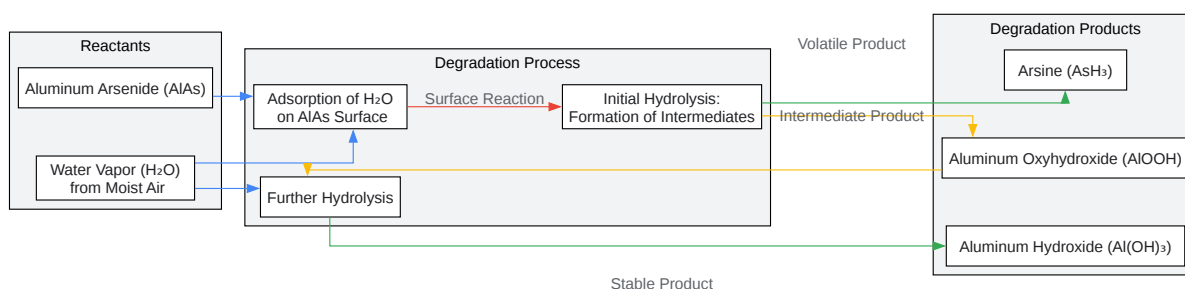 Reactants
Aluminum Arsenide (AlAs)
Water Vapor (H₂O)
from Moist Air
Degradation Process
Adsorption of H₂O
on AlAs Surface
Surface Reaction
Initial Hydrolysis:
Formation of Intermediates
Further Hydrolysis
Volatile Product
Intermediate Product
Stable Product
Degradation Products
Arsine (AsH₃)
Aluminum Oxyhydroxide (AlOOH)
Aluminum Hydroxide (Al(OH)₃)